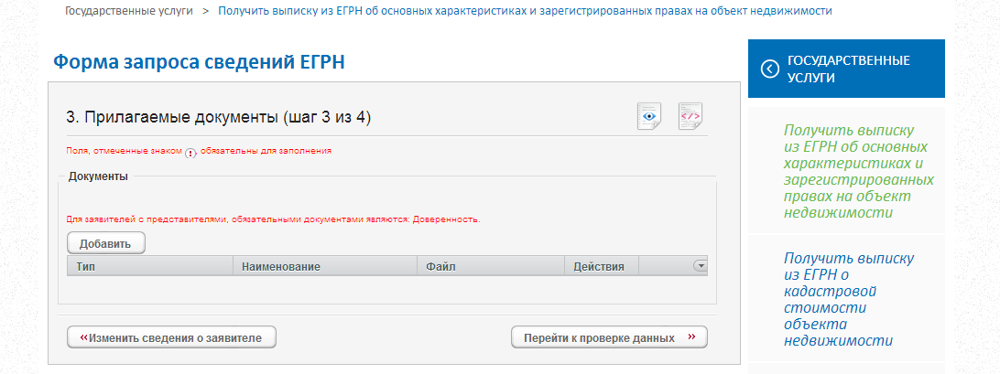 Государственные услуги > Получить выписку из ЕГРН об основных характеристиках и зарегистрированных правах на объект недвижимости
Форма запроса сведений ЕГРН
3. Прилагаемые документы (шаг 3 из 4)
Поля, отмеченные знаком (!), обязательны для заполнения
Документы
Для заявителей с представителями, обязательными документами являются: Доверенность.
Добавить
Тип Наименование Файл Действия
«Изменить сведения о заявителе
Перейти к проверке данных »
ГОСУДАРСТВЕННЫЕ
УСЛУГИ
Получить выписку
из ЕГРН об основных
характеристиках и
зарегистрированных
правах на объект
недвижимости
Получить выписку
из ЕГРН о
кадастровой
стоимости
объекта
недвижимости